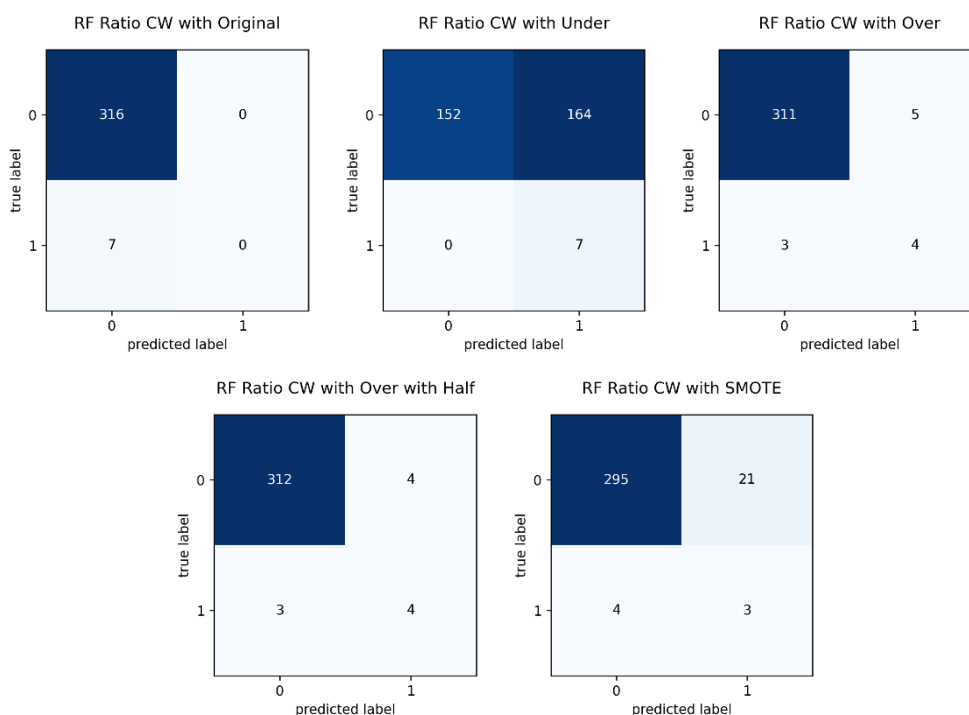 RF Ratio CW with Original
RF Ratio CW with Under
RF Ratio CW with Over
0
316
0
true label
1
7
0
0
1
predicted label
0
152
164
true label
1
0
7
0
1
predicted label
0
311
5
true label
1
3
4
0
1
predicted label
RF Ratio CW with Over with Half
RF Ratio CW with SMOTE
0
312
4
true label
1
3
4
0
1
predicted label
0
295
21
true label
1
4
3
0
1
predicted label